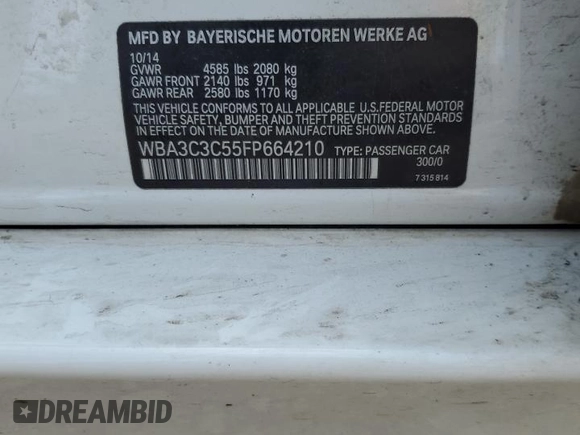 MFD BY BAYERISCHE MOTOREN WERKE AG
10/14
GVWR 4585 lbs 2080 kg
GAWR FRONT 2140 lbs 971 kg
GAWR REAR 2580 lbs 1170 kg
THIS VEHICLE CONFORMS TO ALL APPLICABLE U.S. FEDERAL MOTOR
VEHICLE SAFETY, BUMPER AND THEFT PREVENTION STANDARDS
IN EFFECT ON THE DATE OF MANUFACTURE SHOWN ABOVE.
WBA3C3C55FP664210 TYPE: PASSENGER CAR
300/0
7 315 814
DREAMBID